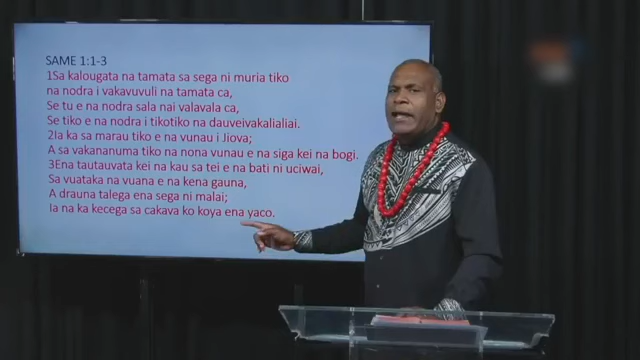 SAME 1:1-3
1Sa kalougata na tamata sa sega ni muria tiko
na nodra i vakavuvuli na tamata ca,
Se tu e na nodra sala nai valavala ca,
Se tiko e na nodra i tikotiko na dauveivakalialiai.
2Ia ka sa marau tiko e na vunau i Jiova;
A sa vakananuma tiko na nona vunau e na siga kei na bogi.
3Ena tautauvata kei na kau sa tei e na bati ni uciwai,
Sa vuataka na vuana e na kena gauna,
A drauna talega ena sega ni malai;
Ia na ka kecega sa cakava ko koya ena yaco.